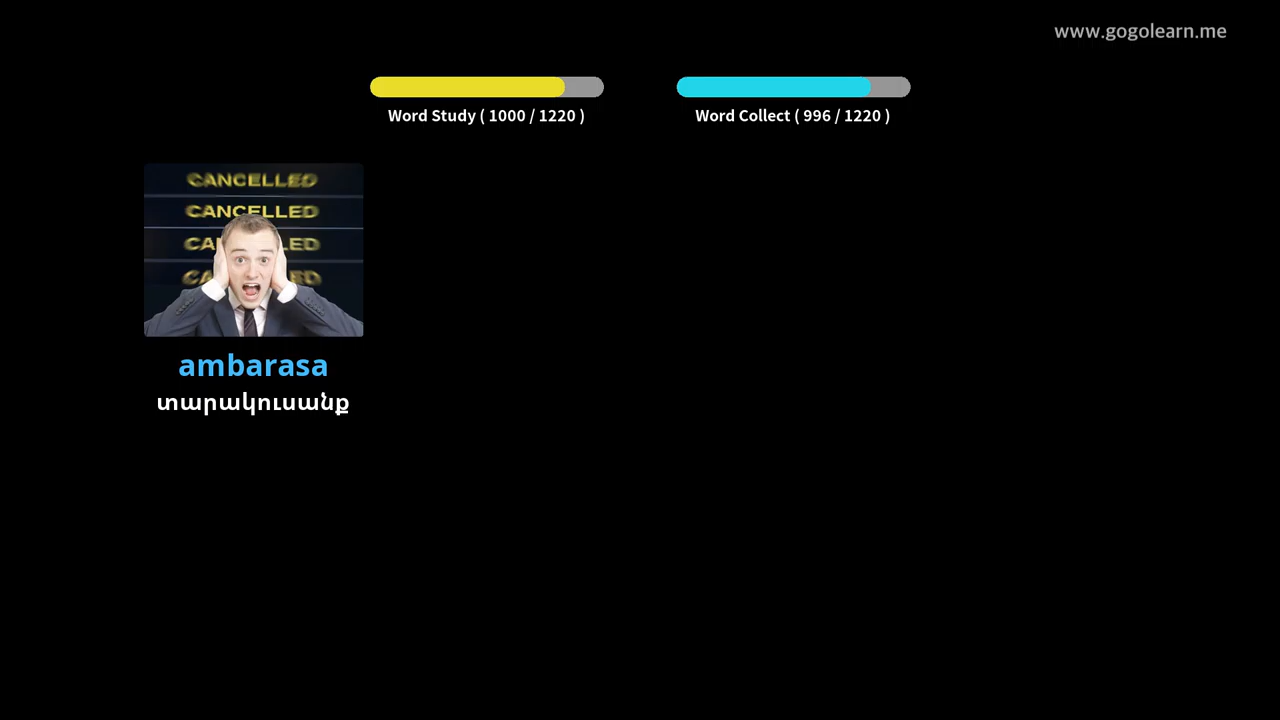 www.gogolearn.me
Word Study ( 1000 / 1220 )
Word Collect ( 996 / 1220 )
CANCELLED
CANCELLED
ambarasa
տարակուսանք